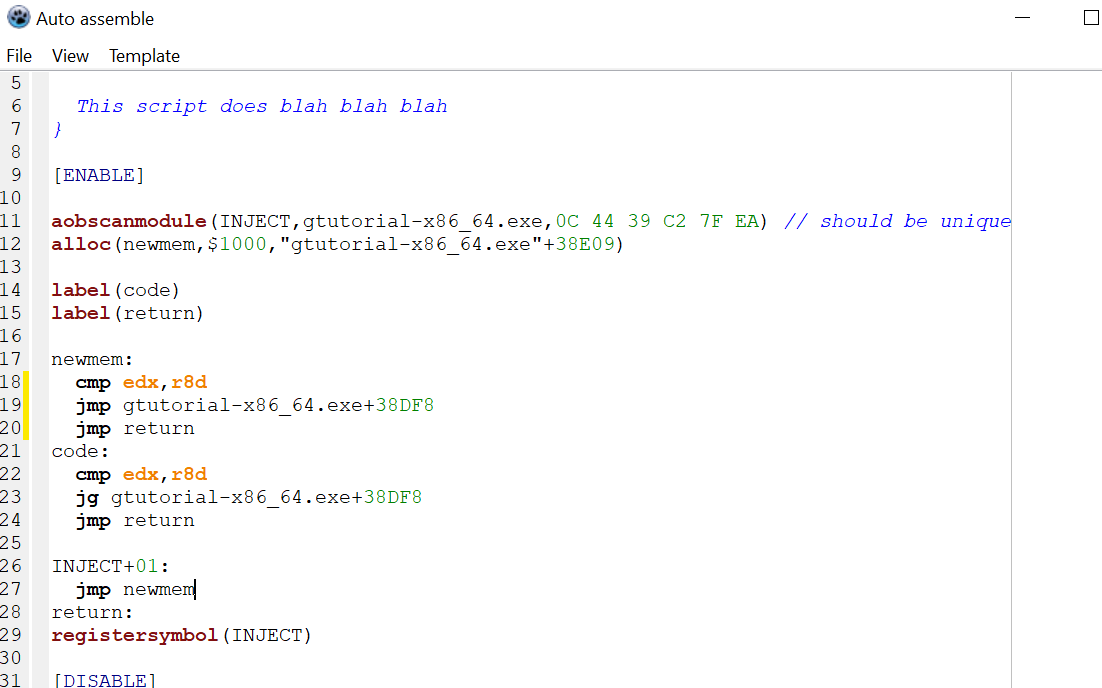 Auto assemble
File View Template
5
6 This script does blah blah blah
7 }
8
9 [ENABLE]
10
11 aobscanmodule(INJECT,gtutorial-x86_64.exe,0C 44 39 C2 7F EA) // should be unique
12 alloc(newmem,$1000,"gtutorial-x86_64.exe"+38E09)
13
14 label(code)
15 label(return)
16
17 newmem:
18 cmp edx,r8d
19 jmp gtutorial-x86_64.exe+38DF8
20 jmp return
21 code:
22 cmp edx,r8d
23 jg gtutorial-x86_64.exe+38DF8
24 jmp return
25
26 INJECT+01:
27 jmp newmem
28 return:
29 registersymbol(INJECT)
30
31 [DISABLE]